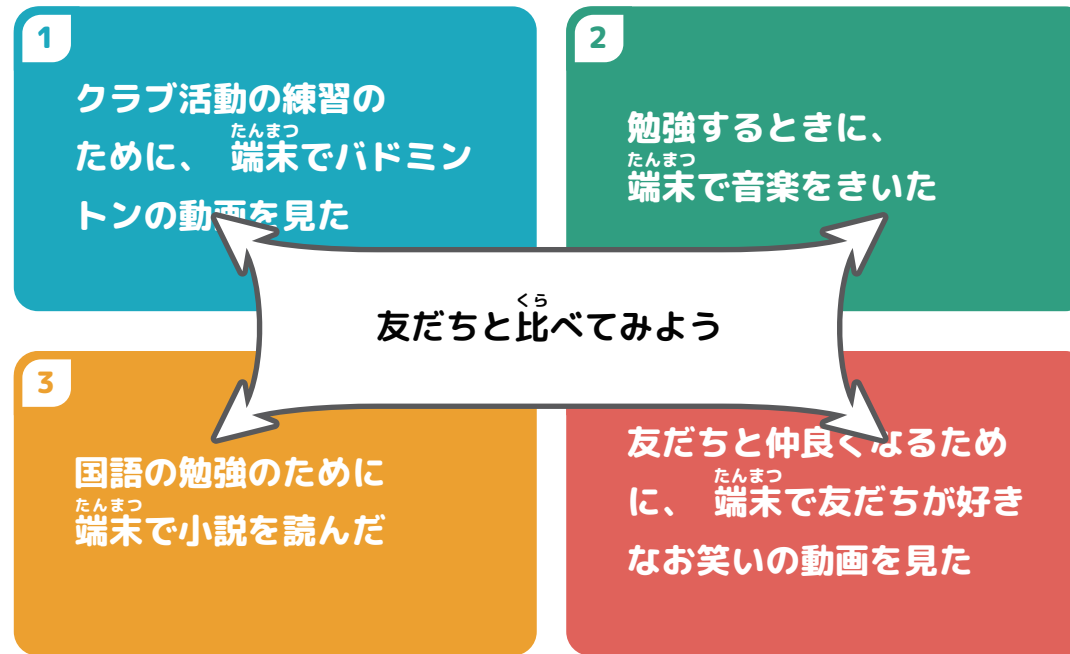 1
クラブ活動の練習の
たんまつ
ために、 端末でバドミン
トンの動画を見た
2
勉強するときに、
たんまつ
端末で音楽をきいた
くら
友だちと比べてみよう
3
国語の勉強のために
たんまつ
端末で小説を読んだ
友だちと仲良くなるため
たんまつ
に、 端末で友だちが好き
なお笑いの動画を見た